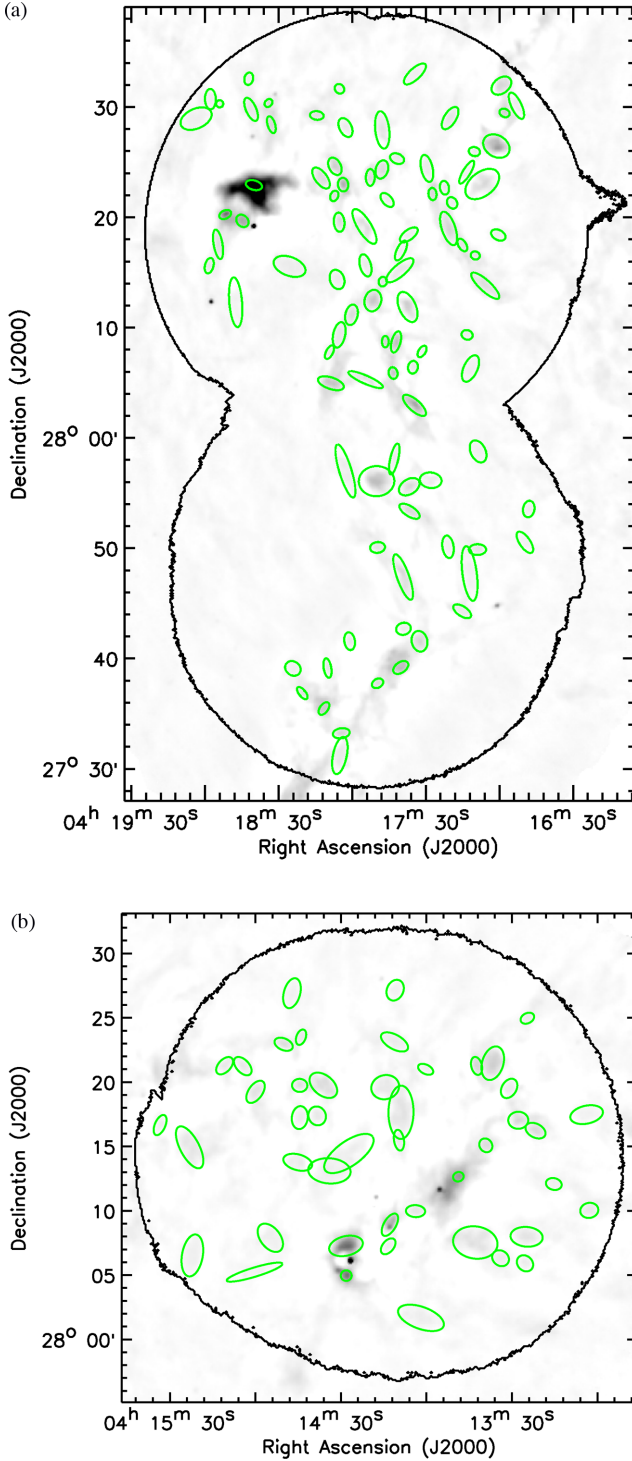 (a)
30
20
10
28° 00'
50
40
27° 30'
Declination (J2000)
04h 19m 30s 18m 30s 17m 30s 16m 30s
Right Ascension (J2000)
(b)
30
25
20
15
10
05
28° 00'
Declination (J2000)
04h 15m 30s 14m 30s 13m 30s
Right Ascension (J2000)